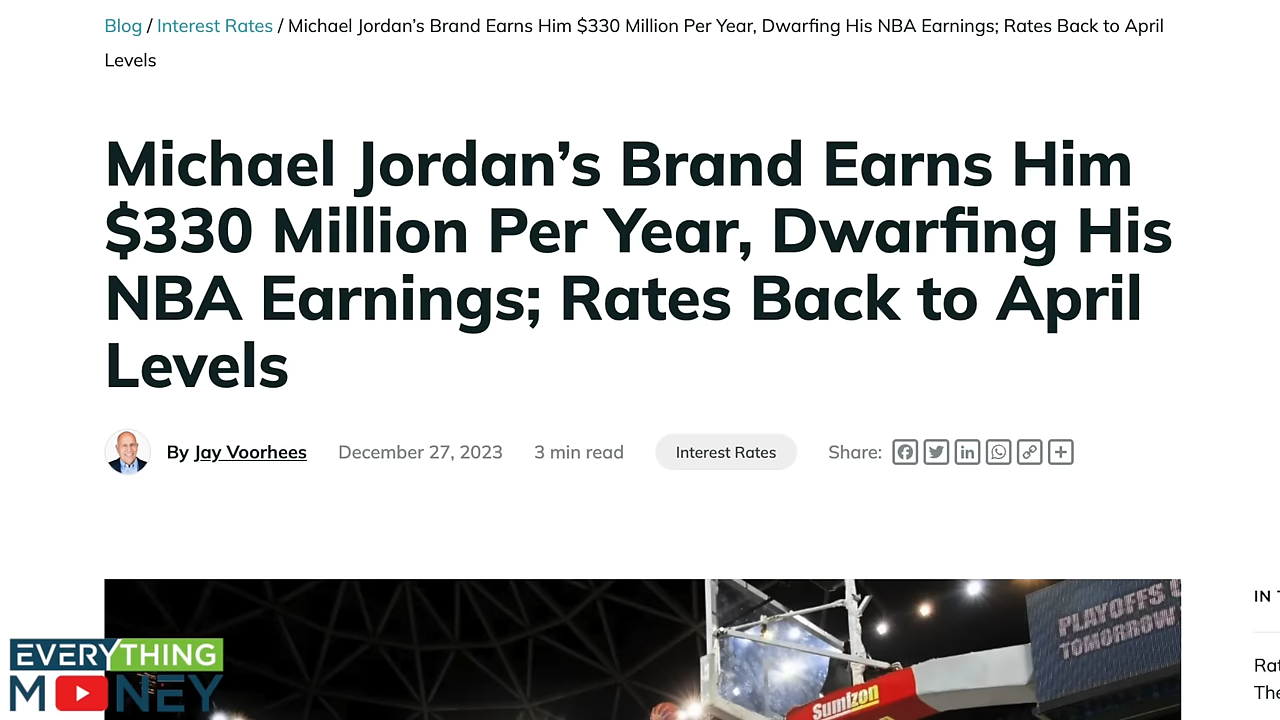 Blog / Interest Rates / Michael Jordan’s Brand Earns Him $330 Million Per Year, Dwarfing His NBA Earnings; Rates Back to April
Levels
Michael Jordan’s Brand Earns Him
$330 Million Per Year, Dwarfing His
NBA Earnings; Rates Back to April
Levels
By Jay Voorhees December 27, 2023 3 min read Interest Rates Share:
IN
PLAYOFFS
TOMORROW
EVERYTHING
MONEY
Sumizon
The